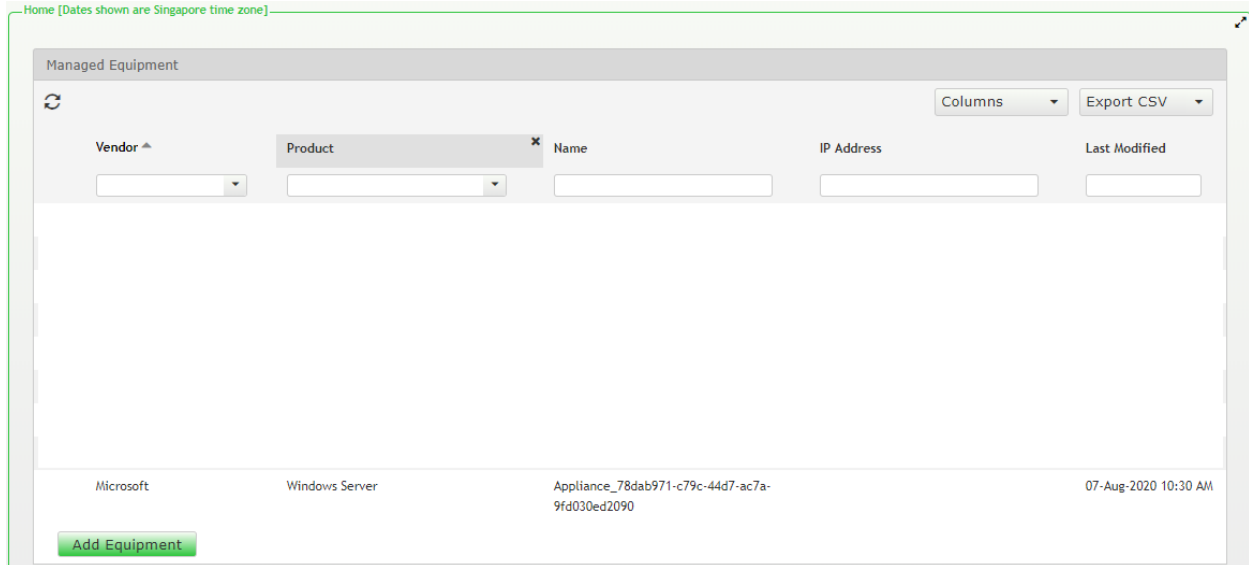 Home [Dates shown are Singapore time zone]
Managed Equipment
Columns Export CSV
Vendor Product Name IP Address Last Modified
Microsoft Windows Server Appliance_78dab971-c79c-44d7-ac7a- 07-Aug-2020 10:30 AM
9fd030ed2090
Add Equipment